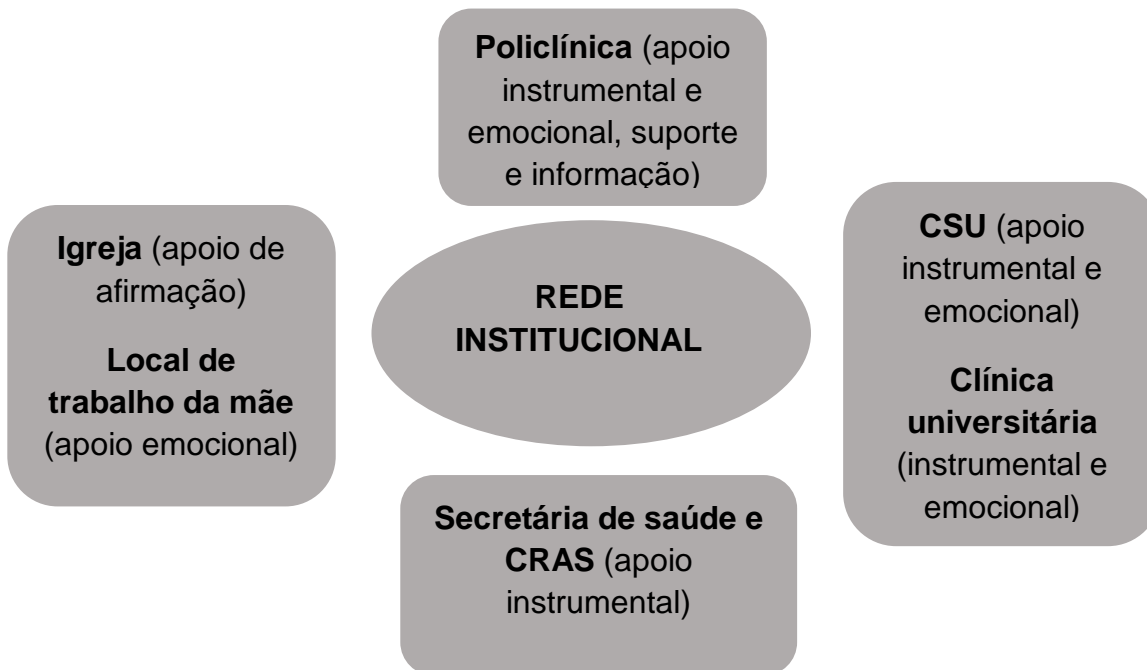 Policlínica (apoio
instrumental e
emocional, suporte
e informação)
Igreja (apoio de
afirmação)
Local de
trabalho da mãe
(apoio emocional)
REDE
INSTITUCIONAL
CSU (apoio
instrumental e
emocional)
Clínica
universitária
(instrumental e
emocional)
Secretária de saúde e
CRAS (apoio
instrumental)